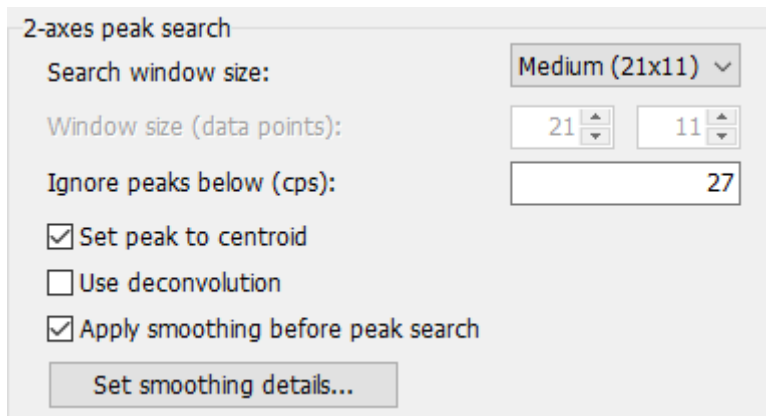 2-axes peak search
Search window size: Medium (21x11)
Window size (data points): 21 11
Ignore peaks below (cps): 27
Set peak to centroid
Use deconvolution
Apply smoothing before peak search
Set smoothing details...